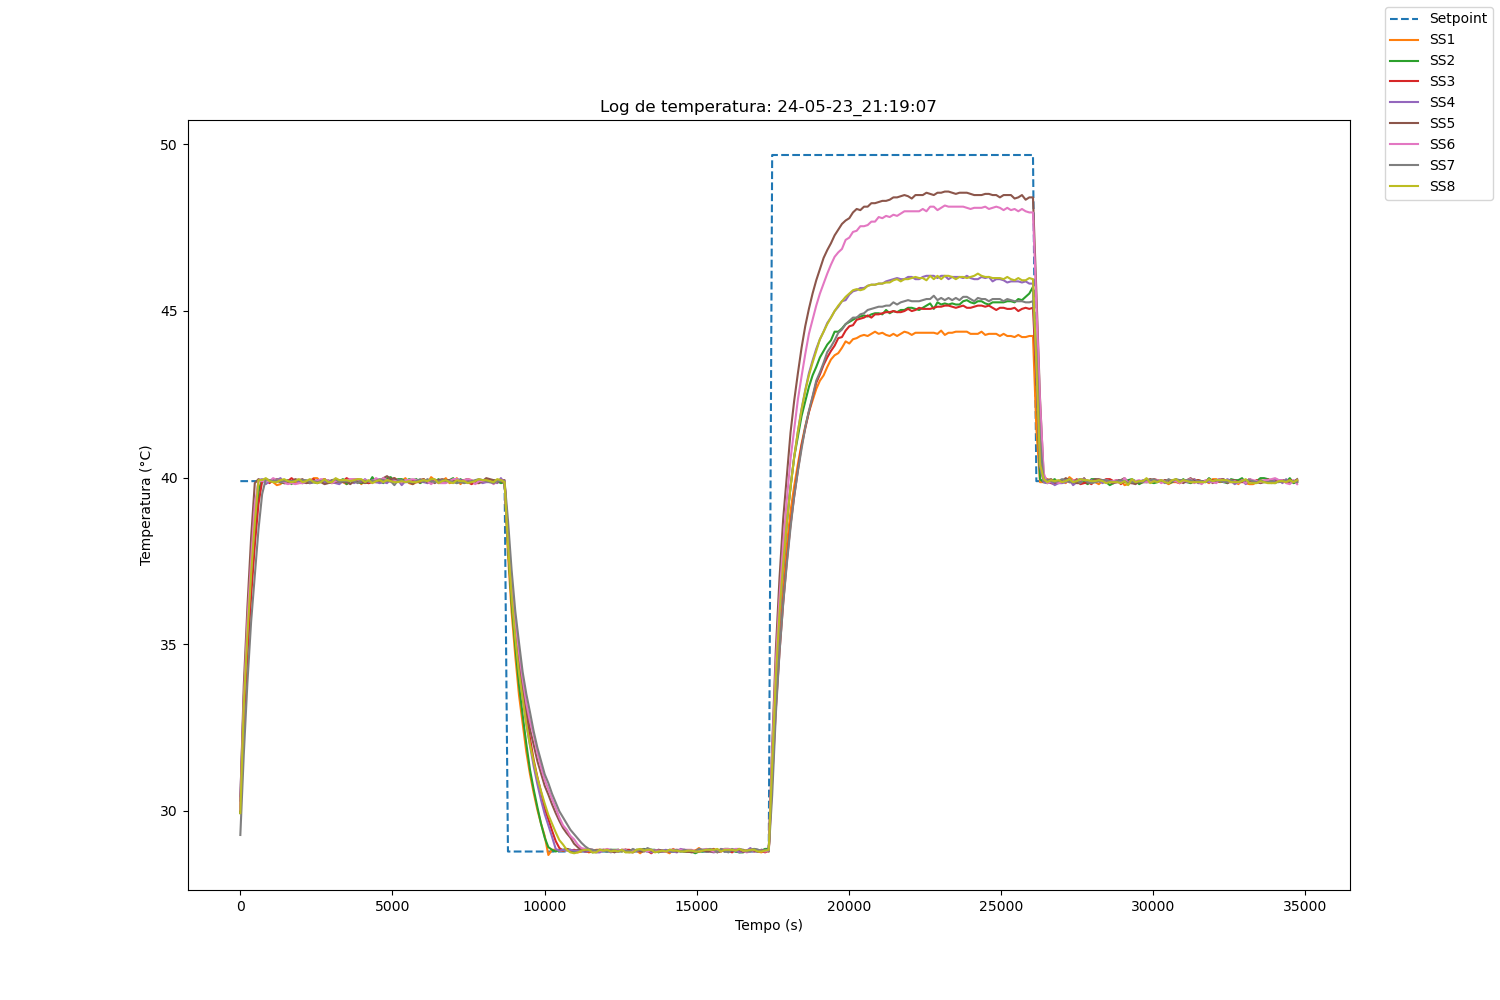 Setpoint
SS1
SS2
SS3
SS4
SS5
SS6
SS7
SS8
Log de temperatura: 24-05-23_21:19:07
50
45
40
35
30
Temperatura (°C)
0 5000 10000 15000 20000 25000 30000 35000
Tempo (s)